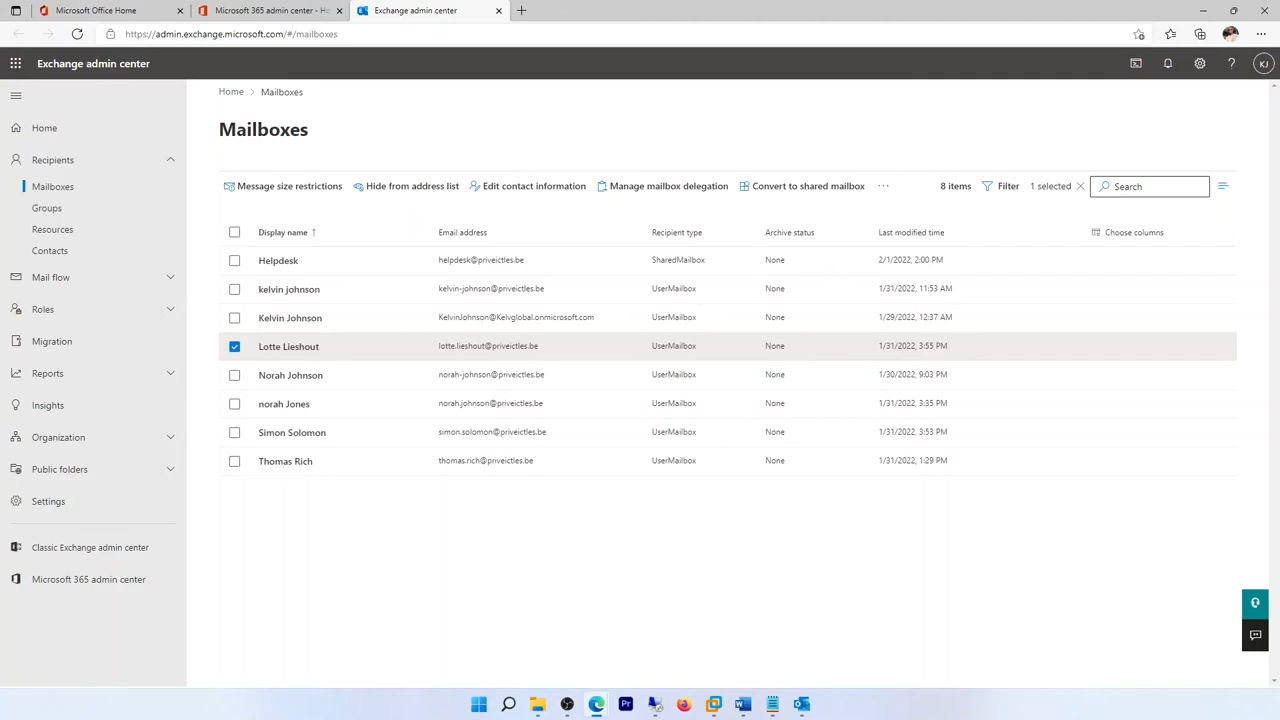 Microsoft Office Home
Microsoft 365 admin center - Ho
Exchange admin center
https://admin.exchange.microsoft.com/#/mailboxes
Exchange admin center
KJ
Home
Recipients
Mailboxes
Groups
Resources
Contacts
Mail flow
Roles
Migration
Reports
Insights
Organization
Public folders
Settings
Classic Exchange admin center
Microsoft 365 admin center
Home > Mailboxes
Mailboxes
Message size restrictions Hide from address list Edit contact information Manage mailbox delegation Convert to shared mailbox ··· 8 items Filter 1 selected Search
Display name ↑ Email address Recipient type Archive status Last modified time Choose columns
Helpdesk helpdesk@priveictles.be SharedMailbox None 2/1/2022, 2:00 PM
kelvin johnson kelvin-johnson@priveictles.be UserMailbox None 1/31/2022, 11:53 AM
Kelvin Johnson KelvinJohnson@Kelvglobal.onmicrosoft.com UserMailbox None 1/29/2022, 12:37 AM
Lotte Lieshout lotte.lieshout@priveictles.be UserMailbox None 1/31/2022, 3:55 PM
Norah Johnson norah-johnson@priveictles.be UserMailbox None 1/30/2022, 9:03 PM
norah Jones norah.johnson@priveictles.be UserMailbox None 1/31/2022, 3:35 PM
Simon Solomon simon.solomon@priveictles.be UserMailbox None 1/31/2022, 3:53 PM
Thomas Rich thomas.rich@priveictles.be UserMailbox None 1/31/2022, 1:29 PM
Pr